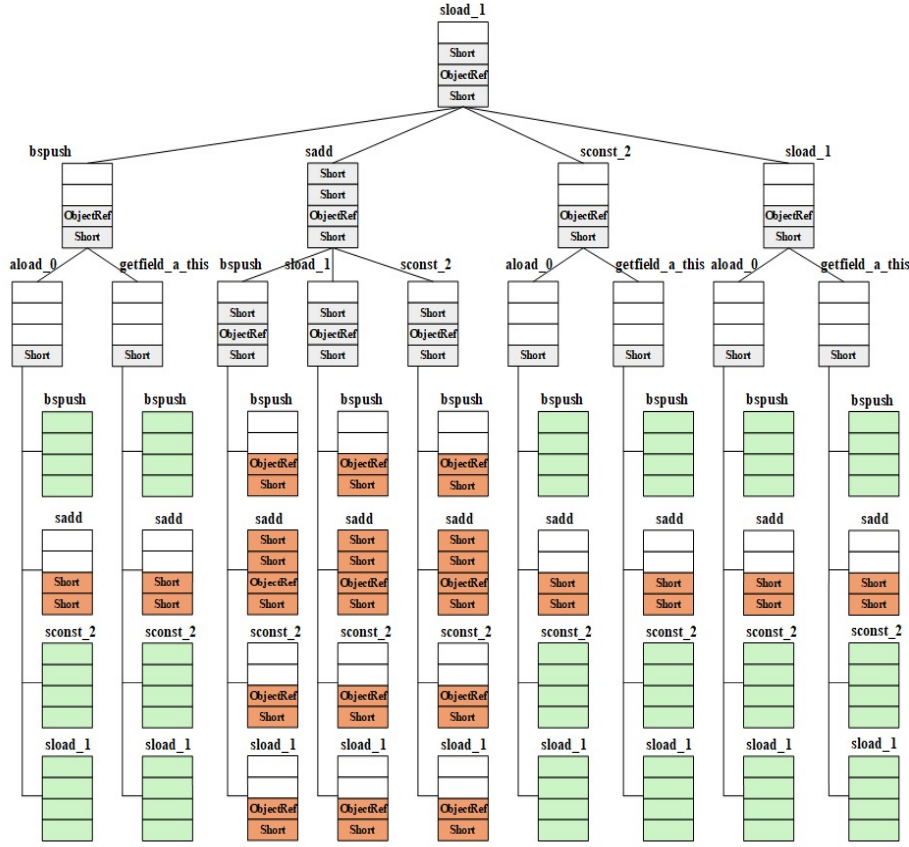 sload_1
Short
ObjectRef
Short
bspush sadd sconst_2 sload_1
Short
Short
ObjectRef ObjectRef ObjectRef ObjectRef
Short Short Short Short
aload_0 getfield_a_this bspush sload_1 sconst_2 aload_0 getfield_a_this aload_0 getfield_a_this
Short Short Short
ObjectRef ObjectRef ObjectRef
Short Short Short Short Short Short Short Short Short
bspush bspush bspush bspush bspush bspush bspush bspush bspush
ObjectRef ObjectRef ObjectRef
Short Short Short
sadd sadd sadd sadd sadd sadd sadd sadd sadd
Short Short Short
Short Short Short
Short Short ObjectRef ObjectRef ObjectRef Short Short Short Short
Short Short Short Short Short Short Short Short Short
sconst_2 sconst_2 sconst_2 sconst_2 sconst_2 sconst_2 sconst_2 sconst_2 sconst_2
ObjectRef ObjectRef ObjectRef
Short Short Short
sload_1 sload_1 sload_1 sload_1 sload_1 sload_1 sload_1 sload_1 sload_1
ObjectRef ObjectRef ObjectRef
Short Short Short